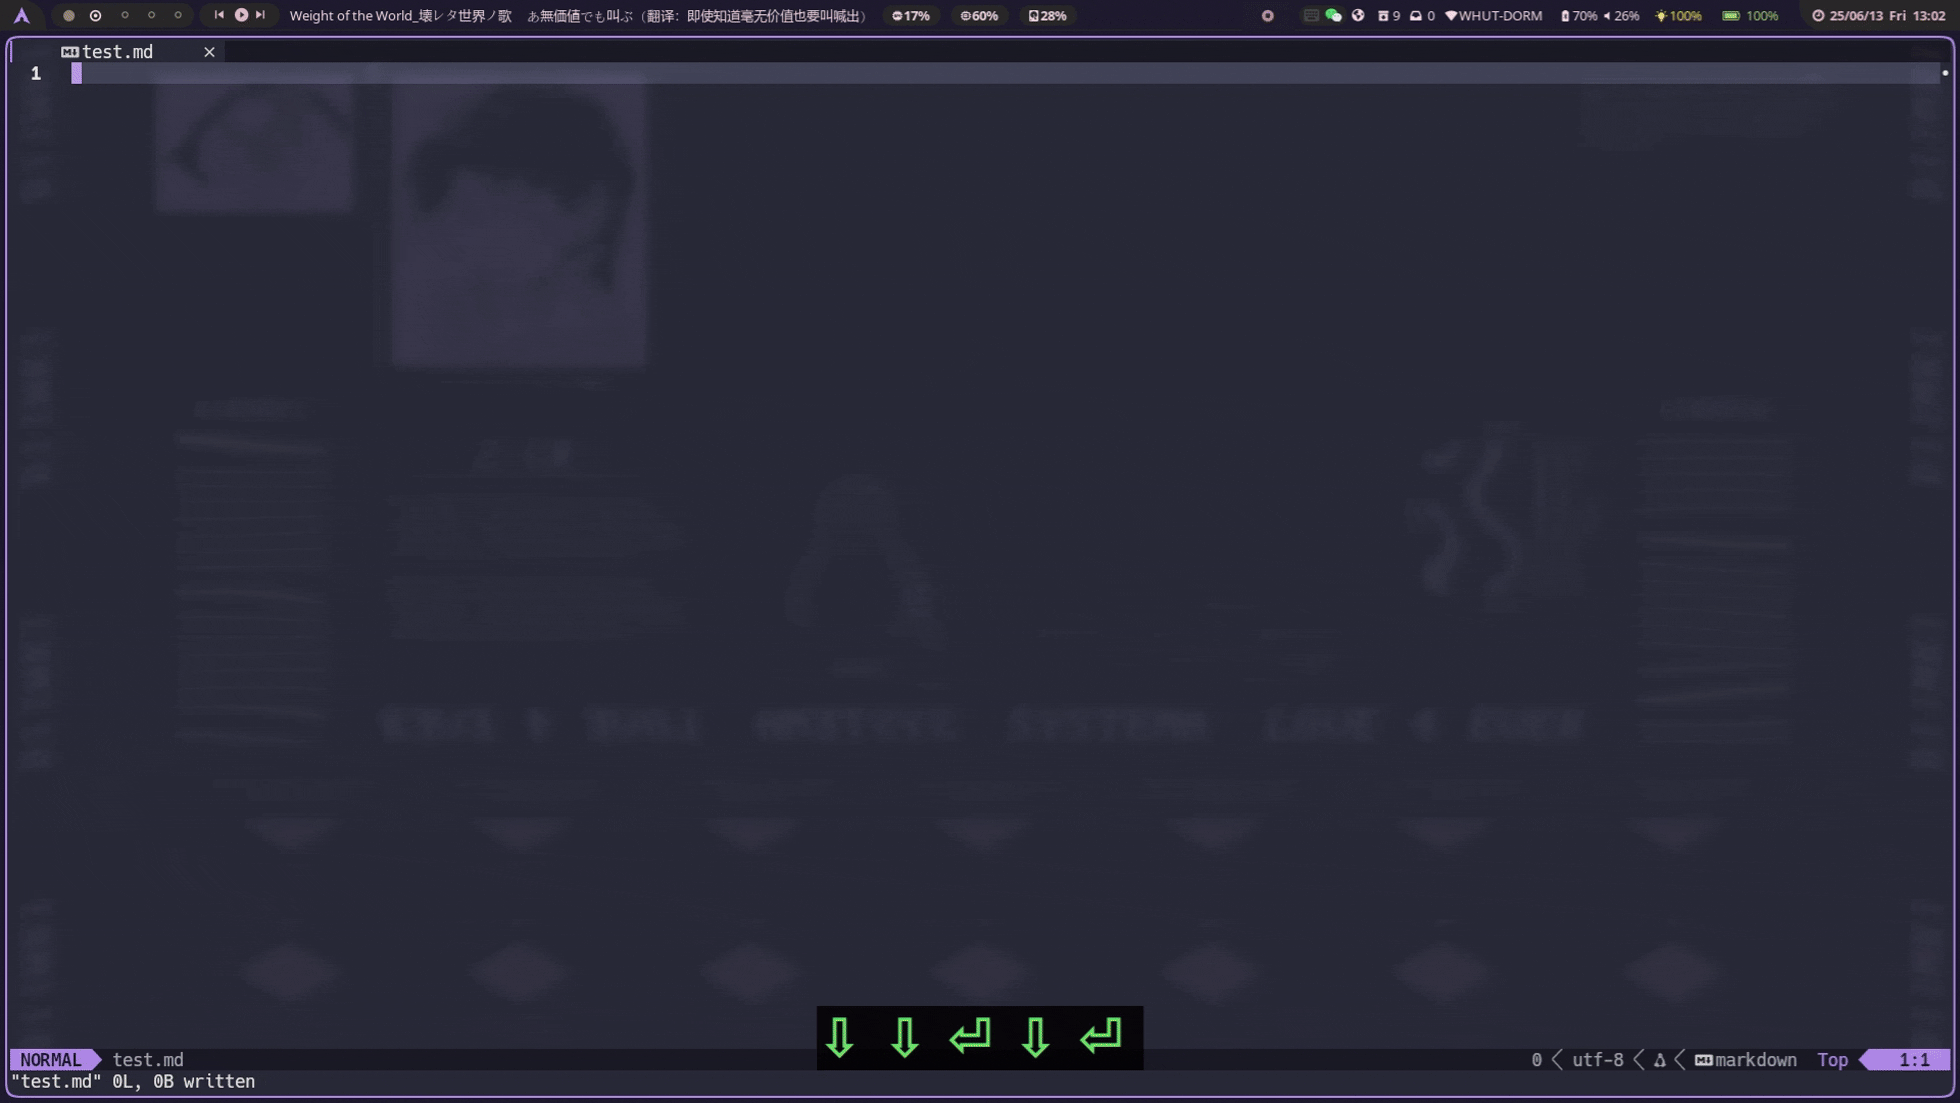 Weight of the World_壊レタ世界ノ歌 あ無価値でも叫ぶ（翻译：即使知道毫无价值也要叫喊出） 17% 60% 28% 9 0 WHUT-DORM 70% 26% 100% 100% 25/06/13 Fri 13:02
test.md ×
1
NORMAL test.md 0 utf-8 markdown Top 1:1
"test.md" 0L, 0B written